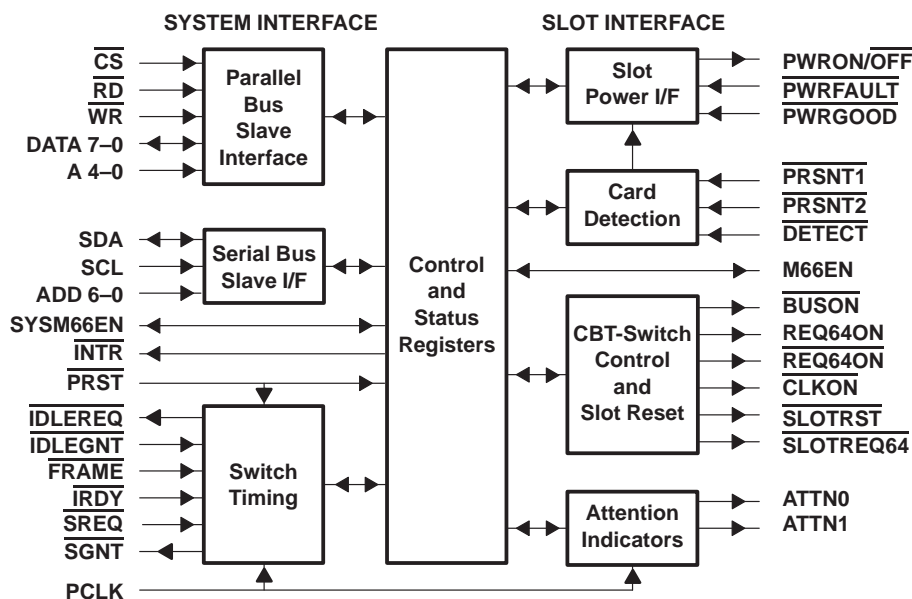 SYSTEM INTERFACE
CS
RD
WR
DATA 7–0
A 4–0
Parallel
Bus
Slave
Interface
SDA
SCL
ADD 6–0
Serial Bus
Slave I/F
SYSM66EN
INTR
PRST
IDLEREQ
IDLEGNT
FRAME
IRDY
SREQ
SGNT
PCLK
Switch
Timing
Control
and
Status
Registers
SLOT INTERFACE
Slot
Power I/F
PWRON/OFF
PWRFAULT
PWRGOOD
Card
Detection
PRSNT1
PRSNT2
DETECT
M66EN
CBT-Switch
Control
and
Slot Reset
BUSON
REQ64ON
REQ64ON
CLKON
SLOTRST
SLOTREQ64
Attention
Indicators
ATTN0
ATTN1